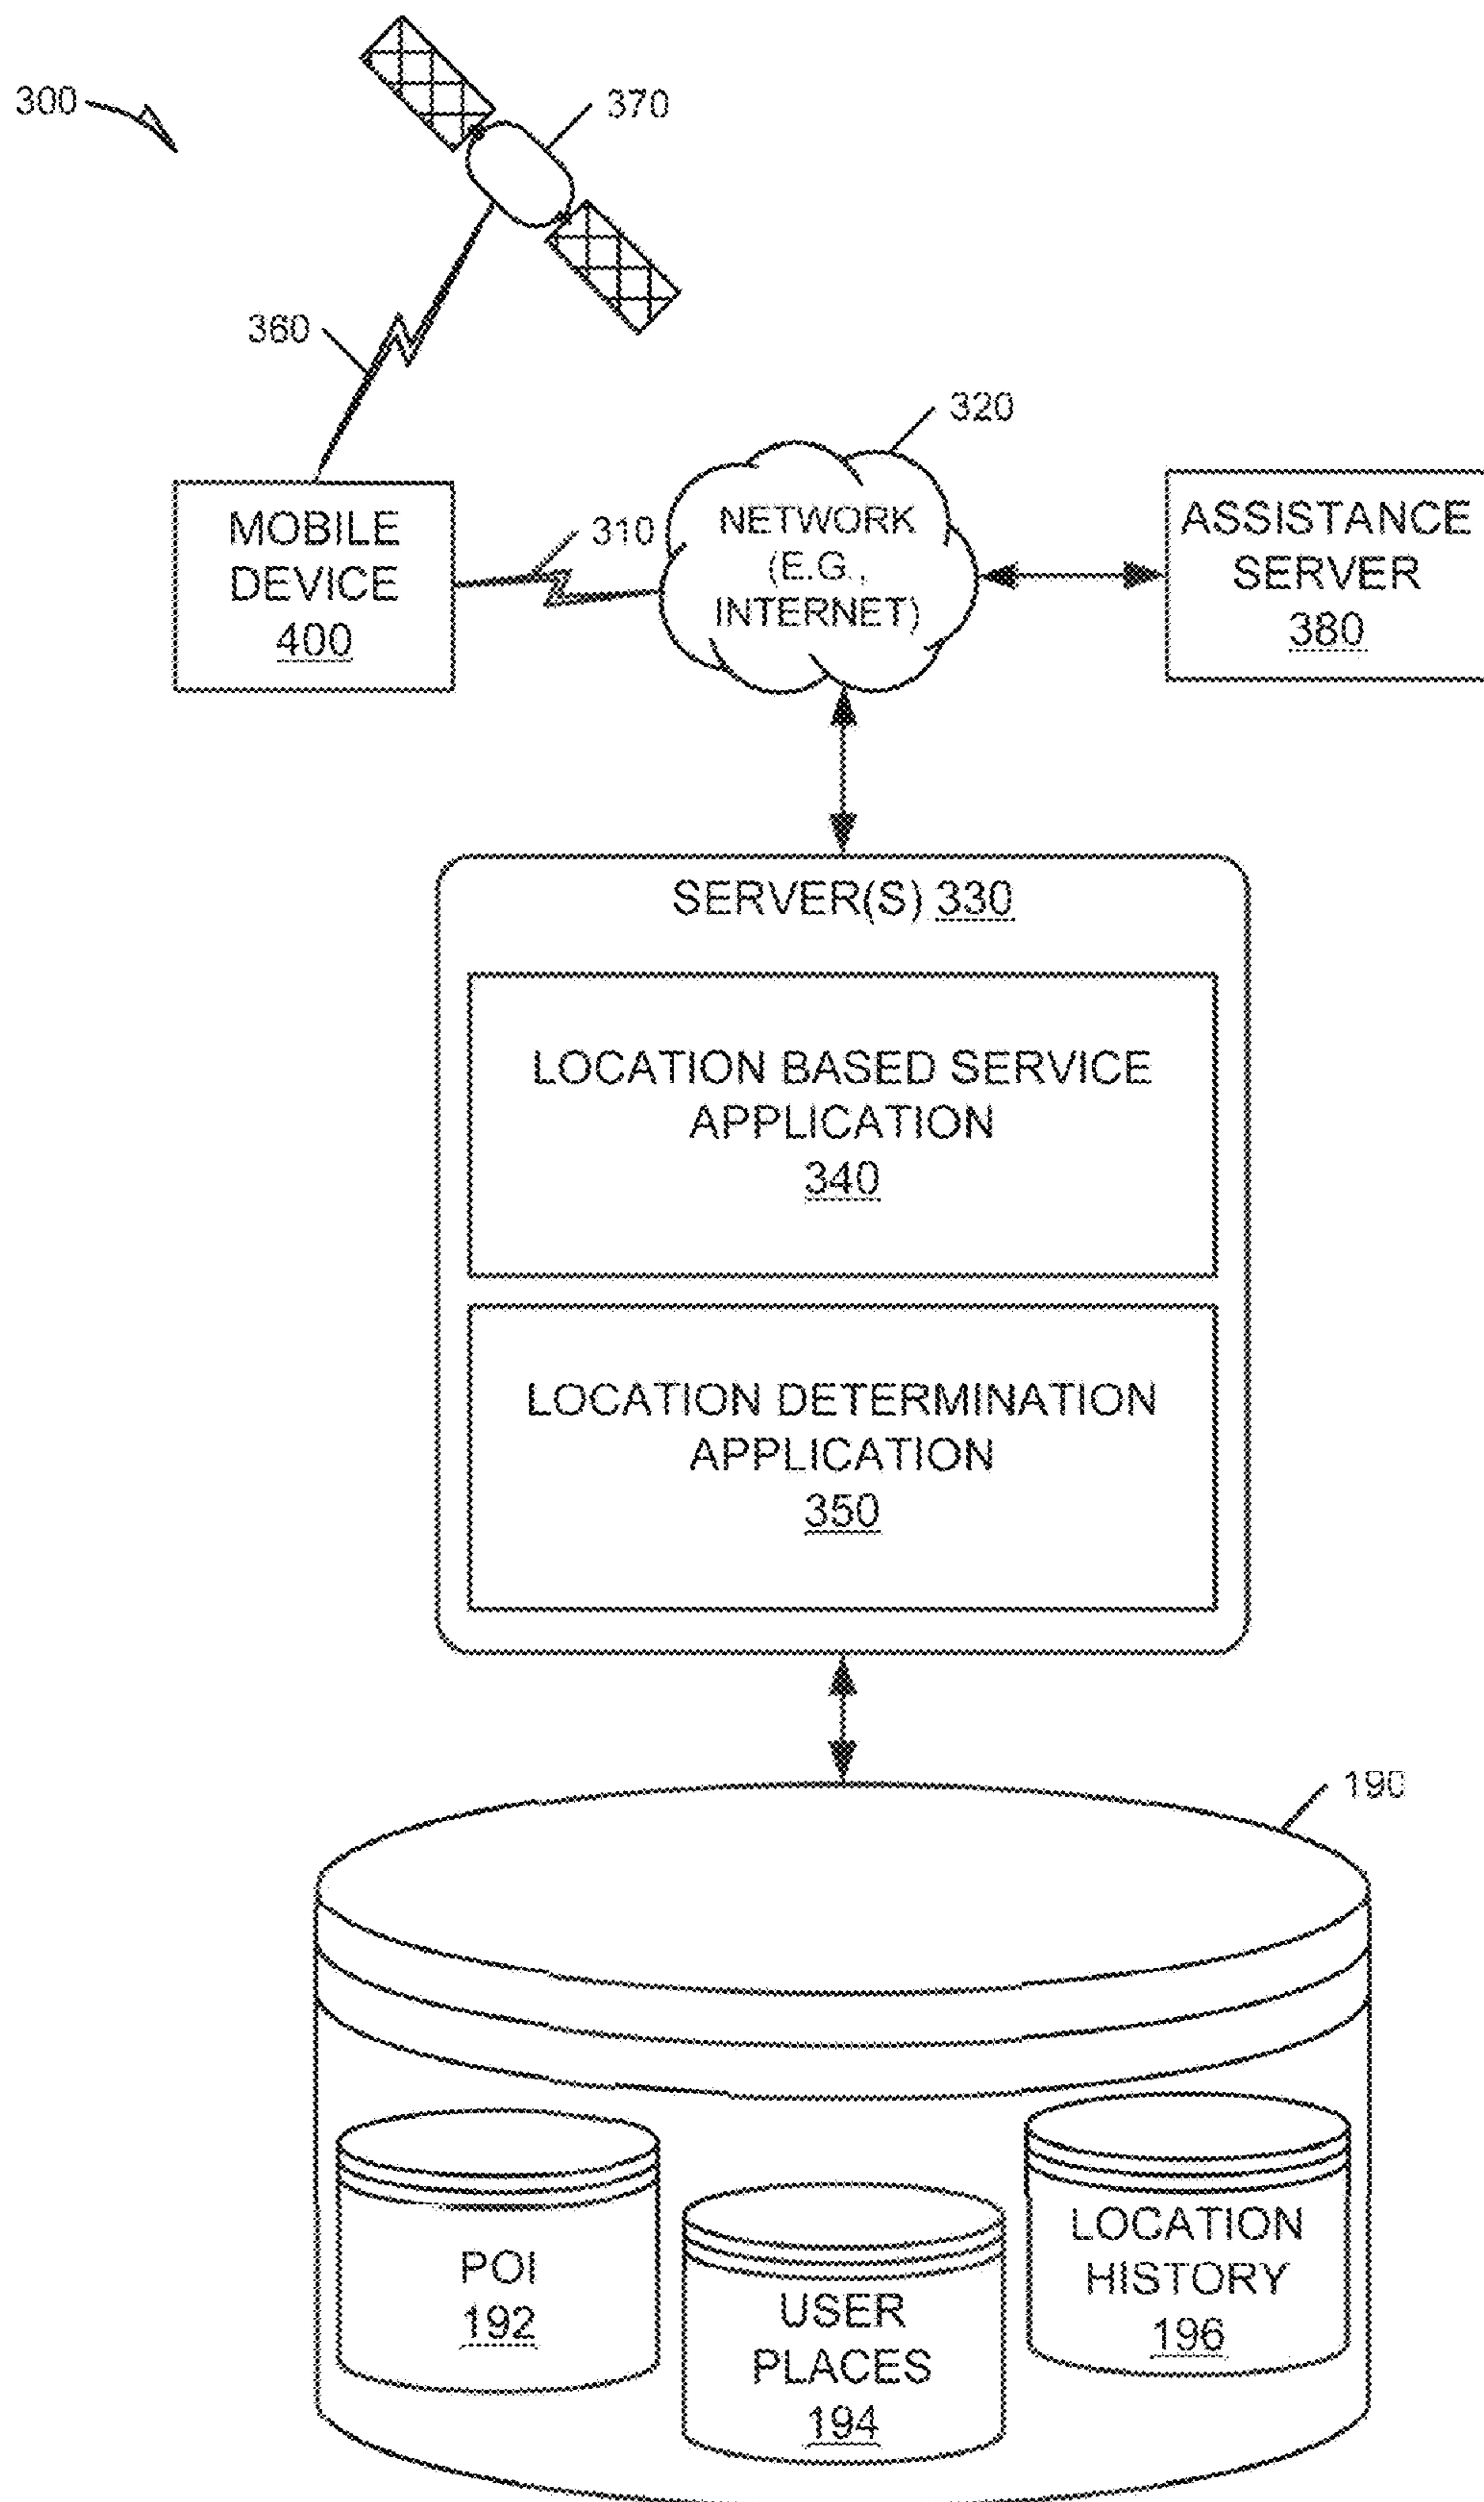 300
370
360
320
MOBILE
DEVICE
400
310
NETWORK
(E.G.,
INTERNET)
ASSISTANCE
SERVER
380
SERVER(S) 330
LOCATION BASED SERVICE
APPLICATION
340
LOCATION DETERMINATION
APPLICATION
350
190
POI
192
USER
PLACES
194
LOCATION
HISTORY
196